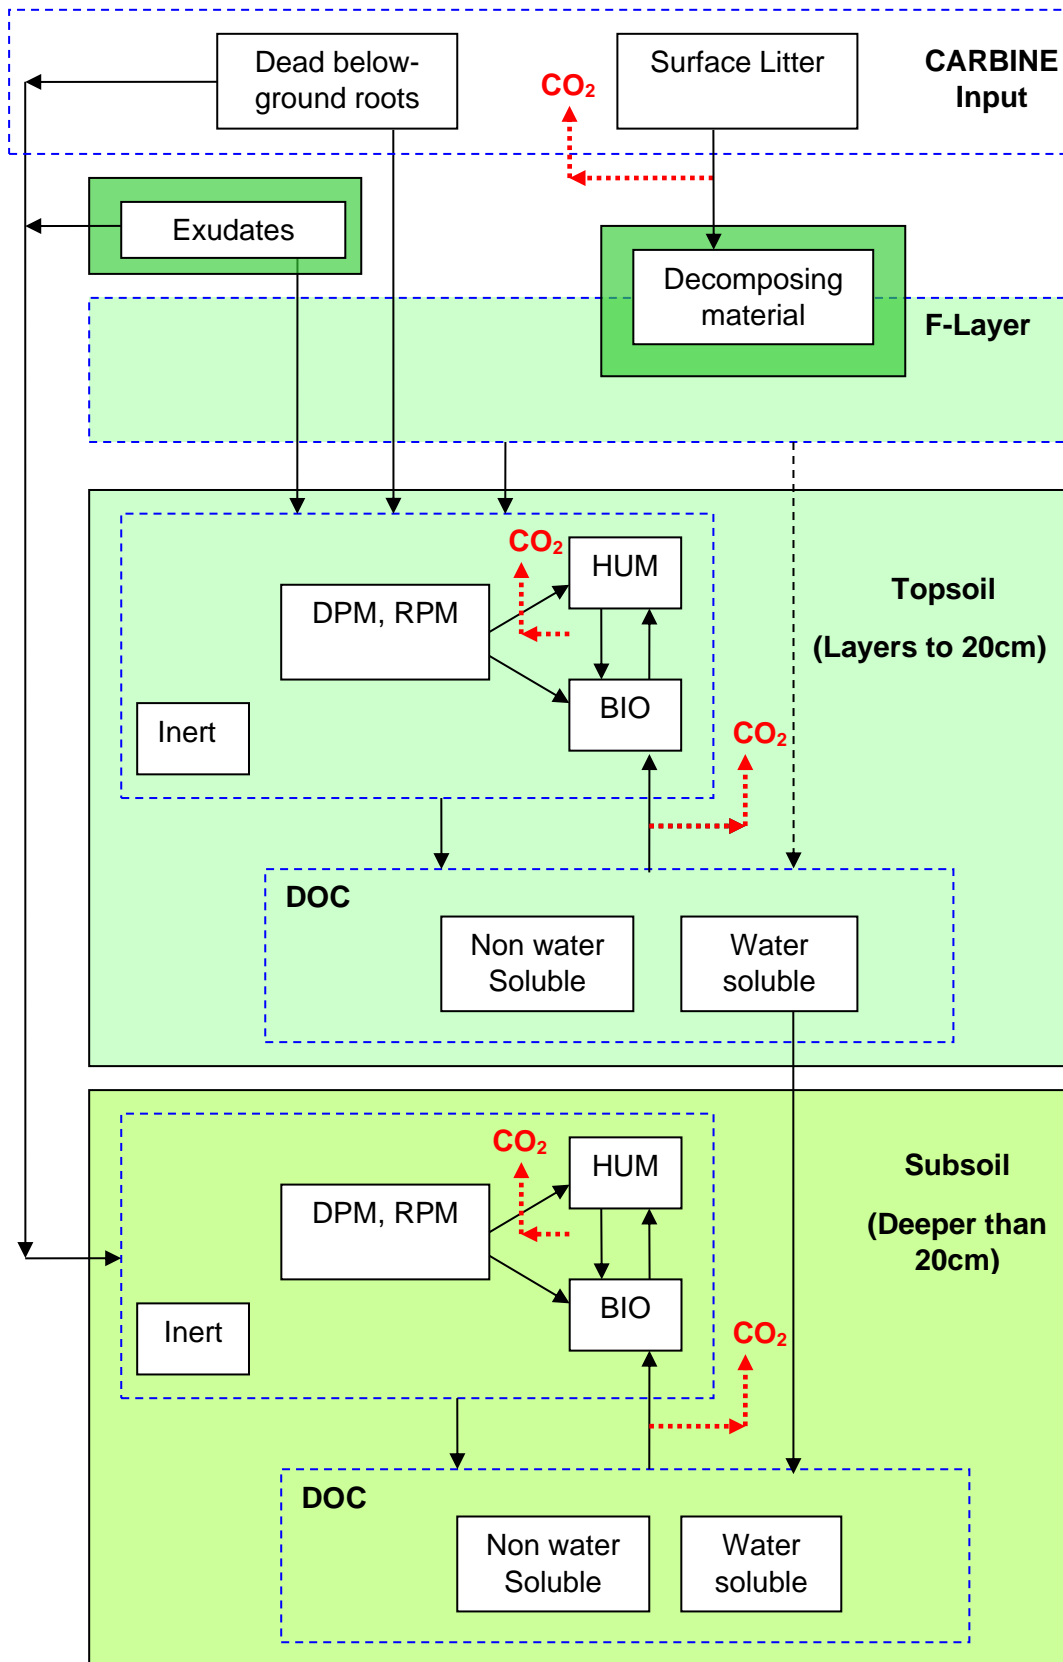 Dead below-
ground roots
Surface Litter
CARBINE
Input
CO₂
Exudates
Decomposing
material
F-Layer
CO₂
HUM
DPM, RPM
Topsoil
(Layers to 20cm)
BIO
Inert
CO₂
DOC
Non water
Soluble
Water
soluble
CO₂
HUM
DPM, RPM
Subsoil
(Deeper than
20cm)
BIO
Inert
CO₂
DOC
Non water
Soluble
Water
soluble